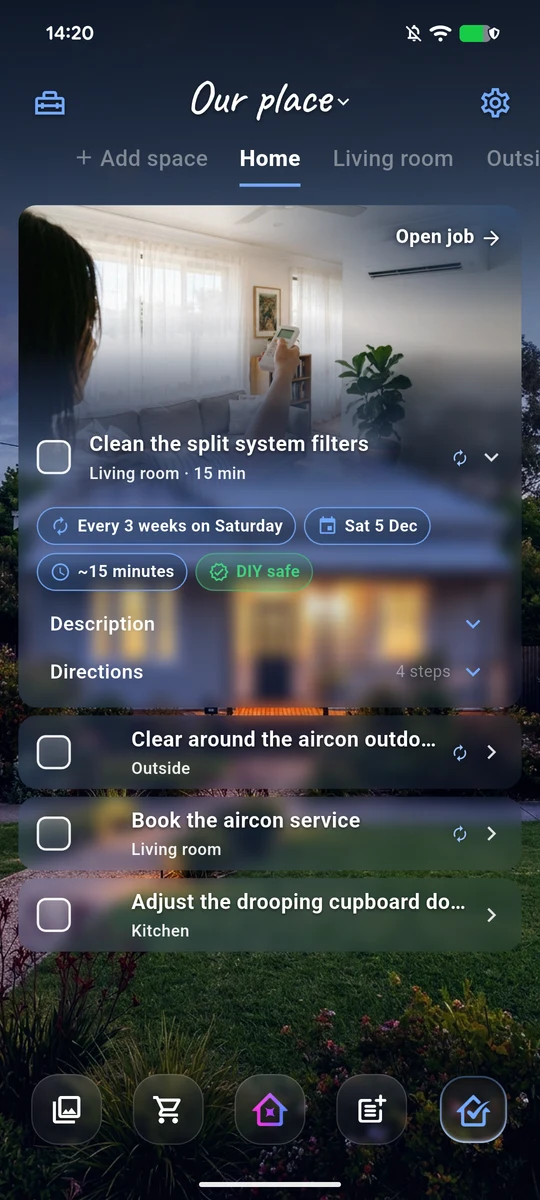 14:20
Our place
+ Add space
Home
Living room
Outsi
Open job →
Clean the split system filters
Living room · 15 min
Every 3 weeks on Saturday
Sat 5 Dec
~15 minutes
DIY safe
Description
Directions
4 steps
Clear around the aircon outdo...
Outside
Book the aircon service
Living room
Adjust the drooping cupboard do...
Kitchen